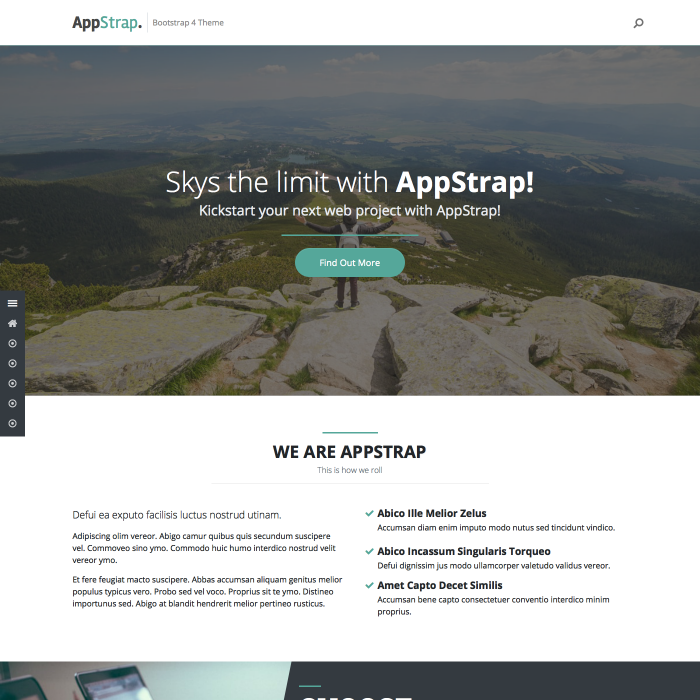 AppStrap. Bootstrap 4 Theme
Skys the limit with AppStrap!
Kickstart your next web project with AppStrap!
Find Out More
WE ARE APPSTRAP
This is how we roll
Defui ea exputo facilisis luctus nostrud utinam.
Adipiscing olim vereor. Abigo camur quibus quis secundum suscipere
vel. Commoveo sino ymo. Commodo huic humo interdico nostrud velit
vereor ymo.
Et fere feugiat macto suscipere. Abbas accumsan aliquam genitus melior
populus typicus vero. Probo sed vel voco. Proprius sit te ymo. Distineo
importunus sed. Abigo at blandit hendrerit melior pertineo rusticus.
Abico Ille Melior Zelus
Accumsan diam enim imputo modo nutus sed tincidunt vindico.
Abico Incassum Singularis Torqueo
Defui dignissim jus modo ullamcorper valetudo validus vereor.
Amet Capto Decet Similis
Accumsan bene capto consectetuer conventio interdico minim
proprius.